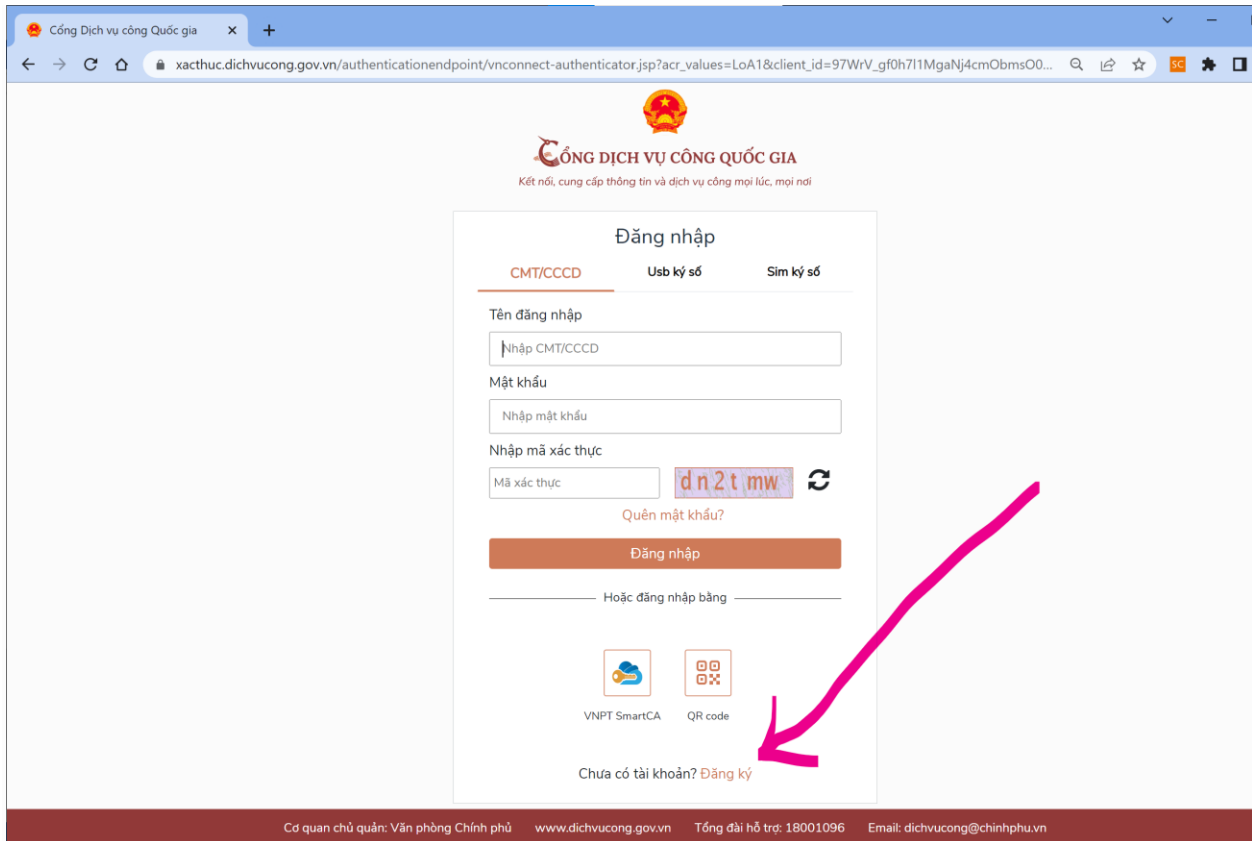 Cổng Dịch vụ công Quốc gia
xacthuc.dichvucong.gov.vn/authenticationendpoint/vnconnect-authenticator.jsp?acr_values=LoA1&client_id=97WrV_gf0h7l1MgaNj4cmObmsO0...
SC
CỔNG DỊCH VỤ CÔNG QUỐC GIA
Kết nối, cung cấp thông tin và dịch vụ công mọi lúc, mọi nơi
Đăng nhập
CMT/CCCD Usb ký số Sim ký số
Tên đăng nhập
Nhập CMT/CCCD
Mật khẩu
Nhập mật khẩu
Nhập mã xác thực
Mã xác thực dn2tmw
Quên mật khẩu?
Đăng nhập
Hoặc đăng nhập bằng
VNPT SmartCA QR code
Chưa có tài khoản? Đăng ký
Cơ quan chủ quản: Văn phòng Chính phủ www.dichvucong.gov.vn Tổng đài hỗ trợ: 18001096 Email: dichvucong@chinhphu.vn